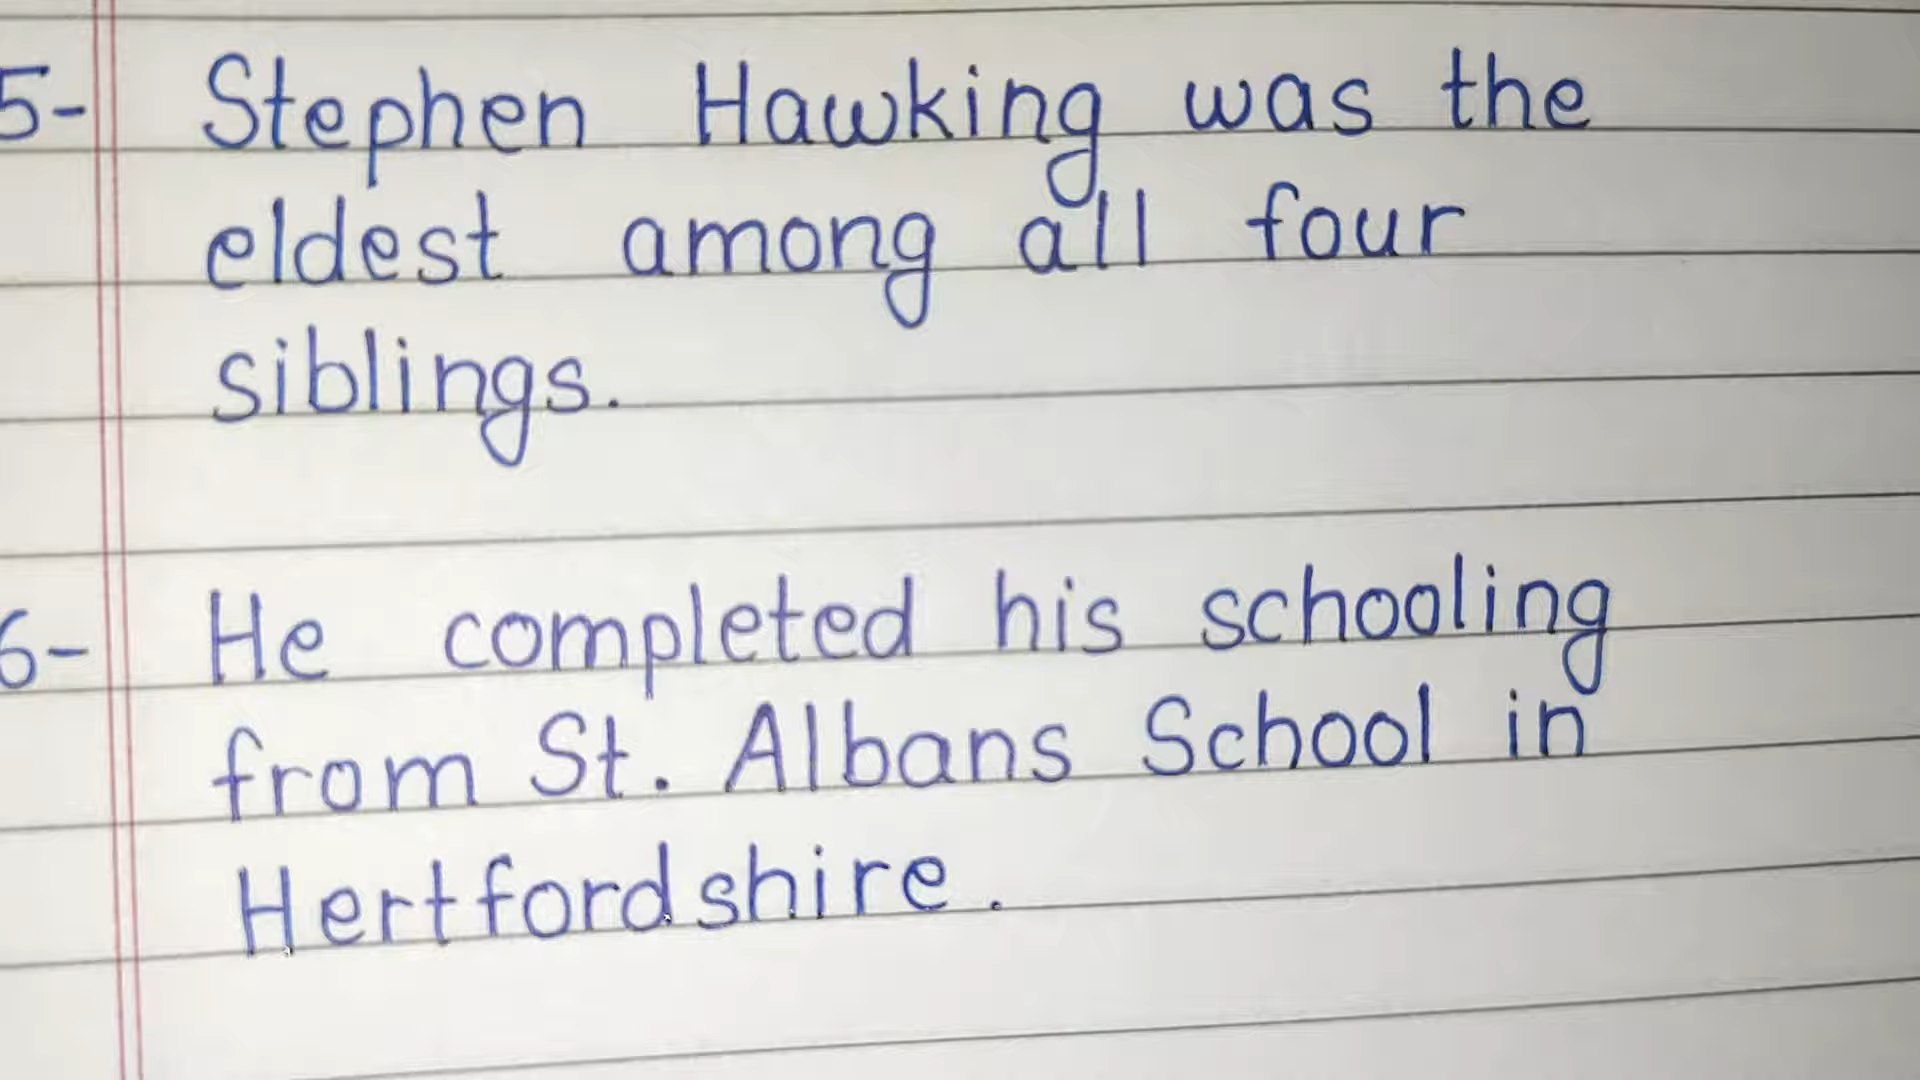 5- Stephen Hawking was the
eldest among all four
siblings.
6- He completed his schooling
from St. Albans School in
Hertfordshire.